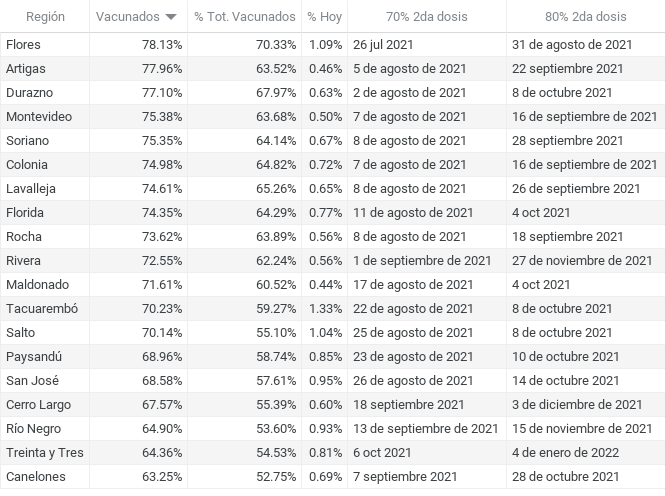 Región Vacunados % Tot. Vacunados % Hoy 70% 2da dosis 80% 2da dosis
Flores 78.13% 70.33% 1.09% 26 jul 2021 31 de agosto de 2021
Artigas 77.96% 63.52% 0.46% 5 de agosto de 2021 22 septiembre 2021
Durazno 77.10% 67.97% 0.63% 2 de agosto de 2021 8 de octubre 2021
Montevideo 75.38% 63.68% 0.50% 7 de agosto de 2021 16 de septiembre de 2021
Soriano 75.35% 64.14% 0.67% 8 de agosto de 2021 28 septiembre 2021
Colonia 74.98% 64.82% 0.72% 7 de agosto de 2021 16 de septiembre de 2021
Lavalleja 74.61% 65.26% 0.65% 8 de agosto de 2021 26 de septiembre 2021
Florida 74.35% 64.29% 0.77% 11 de agosto de 2021 4 oct 2021
Rocha 73.62% 63.89% 0.56% 8 de agosto de 2021 18 septiembre 2021
Rivera 72.55% 62.24% 0.56% 1 de septiembre de 2021 27 de noviembre de 2021
Maldonado 71.61% 60.52% 0.44% 17 de agosto de 2021 4 oct 2021
Tacuarembó 70.23% 59.27% 1.33% 22 de agosto de 2021 8 de octubre 2021
Salto 70.14% 55.10% 1.04% 25 de agosto de 2021 8 de octubre 2021
Paysandú 68.96% 58.74% 0.85% 23 de agosto de 2021 10 de octubre 2021
San José 68.58% 57.61% 0.95% 26 de agosto de 2021 14 de octubre 2021
Cerro Largo 67.57% 55.39% 0.60% 18 septiembre 2021 3 de diciembre de 2021
Río Negro 64.90% 53.60% 0.93% 13 de septiembre de 2021 15 de noviembre de 2021
Treinta y Tres 64.36% 54.53% 0.81% 6 oct 2021 4 de enero de 2022
Canelones 63.25% 52.75% 0.69% 7 septiembre 2021 28 de octubre 2021